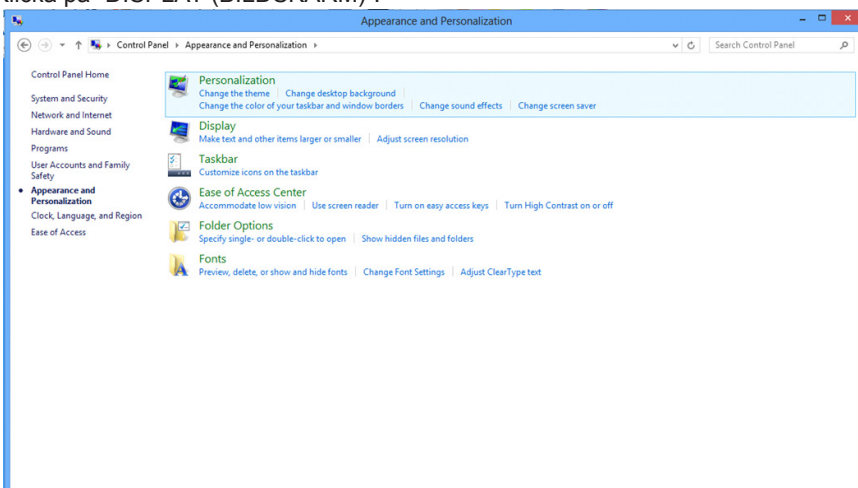 klicka på "DISPLAY (BILDSKÄRM)".
Appearance and Personalization
Control Panel ▸ Appearance and Personalization ▸
Search Control Panel
Control Panel Home
System and Security
Network and Internet
Hardware and Sound
Programs
User Accounts and Family
Safety
Appearance and
Personalization
Clock, Language, and Region
Ease of Access
Personalization
Change the theme | Change desktop background |
Change the color of your taskbar and window borders | Change sound effects | Change screen saver
Display
Make text and other items larger or smaller | Adjust screen resolution
Taskbar
Customize icons on the taskbar
Ease of Access Center
Accommodate low vision | Use screen reader | Turn on easy access keys | Turn High Contrast on or off
Folder Options
Specify single- or double-click to open | Show hidden files and folders
Fonts
Preview, delete, or show and hide fonts | Change Font Settings | Adjust ClearType text